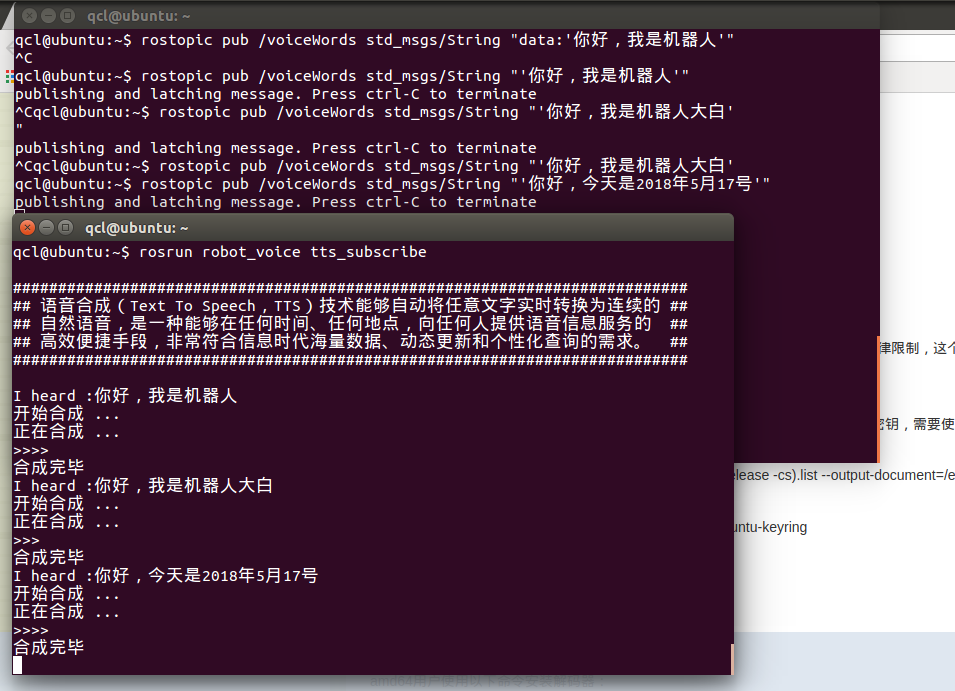 qcl@ubuntu: ~
qcl@ubuntu:~$ rostopic pub /voiceWords std_msgs/String "data:'你好，我是机器人'"
^C
qcl@ubuntu:~$ rostopic pub /voiceWords std_msgs/String "'你好，我是机器人'"
publishing and latching message. Press ctrl-C to terminate
^Cqcl@ubuntu:~$ rostopic pub /voiceWords std_msgs/String "'你好，我是机器人大白'
"
publishing and latching message. Press ctrl-C to terminate
^Cqcl@ubuntu:~$ rostopic pub /voiceWords std_msgs/String "'你好，我是机器人大白'
qcl@ubuntu:~$ rostopic pub /voiceWords std_msgs/String "'你好，今天是2018年5月17号'"
publishing and latching message. Press ctrl-C to terminate
qcl@ubuntu: ~
qcl@ubuntu:~$ rosrun robot_voice tts_subscribe
###########################################################################
## 语音合成（Text To Speech，TTS）技术能够自动将任意文字实时转换为连续的 ##
## 自然语音，是一种能够在任何时间、任何地点，向任何人提供语音信息服务的  ##
## 高效便捷手段，非常符合信息时代海量数据、动态更新和个性化查询的需求。  ##
###########################################################################
I heard :你好，我是机器人
开始合成 ...
正在合成 ...
>>>>
合成完毕
I heard :你好，我是机器人大白
开始合成 ...
正在合成 ...
>>>
合成完毕
I heard :你好，今天是2018年5月17号
开始合成 ...
正在合成 ...
>>>>
合成完毕
律限制，这个
密钥，需要使
elease -cs).list --output-document=/e
untu-keyring